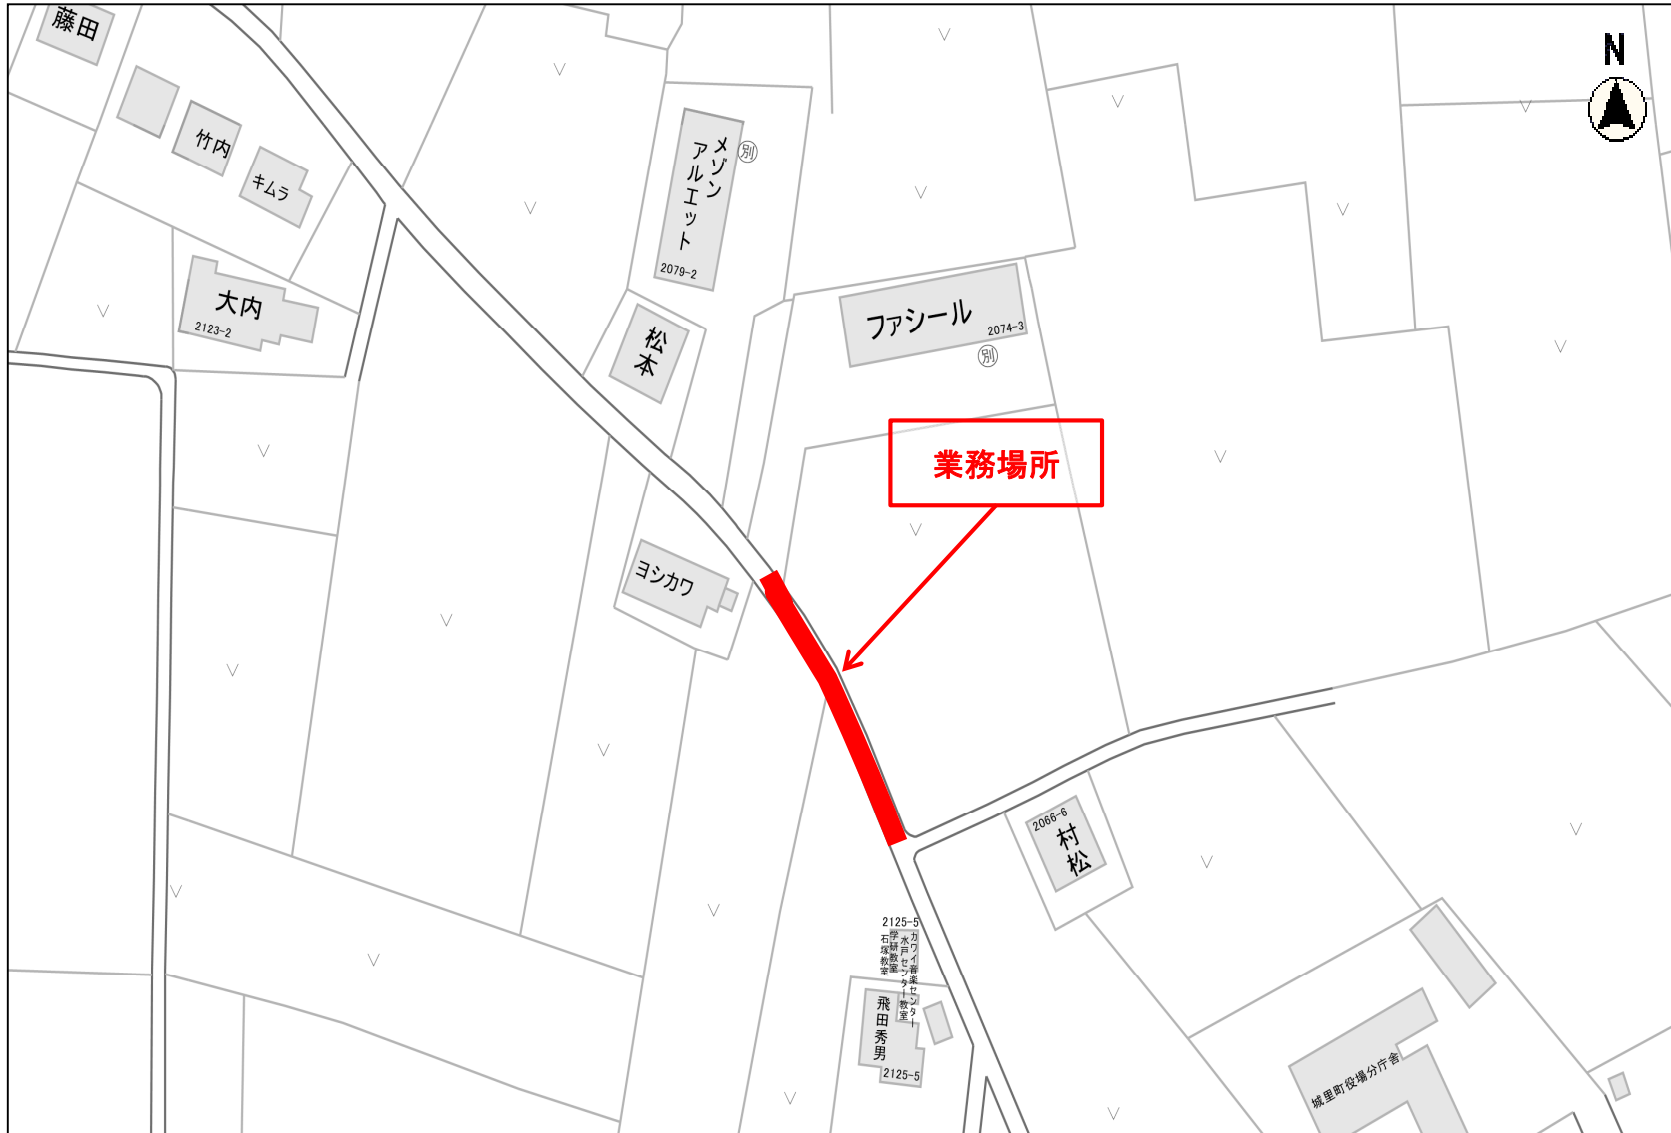 藤田
N
竹内
キムラ
メゾン
アルエット
別
2079-2
大内
2123-2
松本
ファシール
2074-3
別
業務場所
ヨシカワ
2066-6
村松
2125-5
カワイ音楽センター
水戸センター教室
学研教室
石塚教室
飛田秀男
2125-5
城里町役場分庁舎